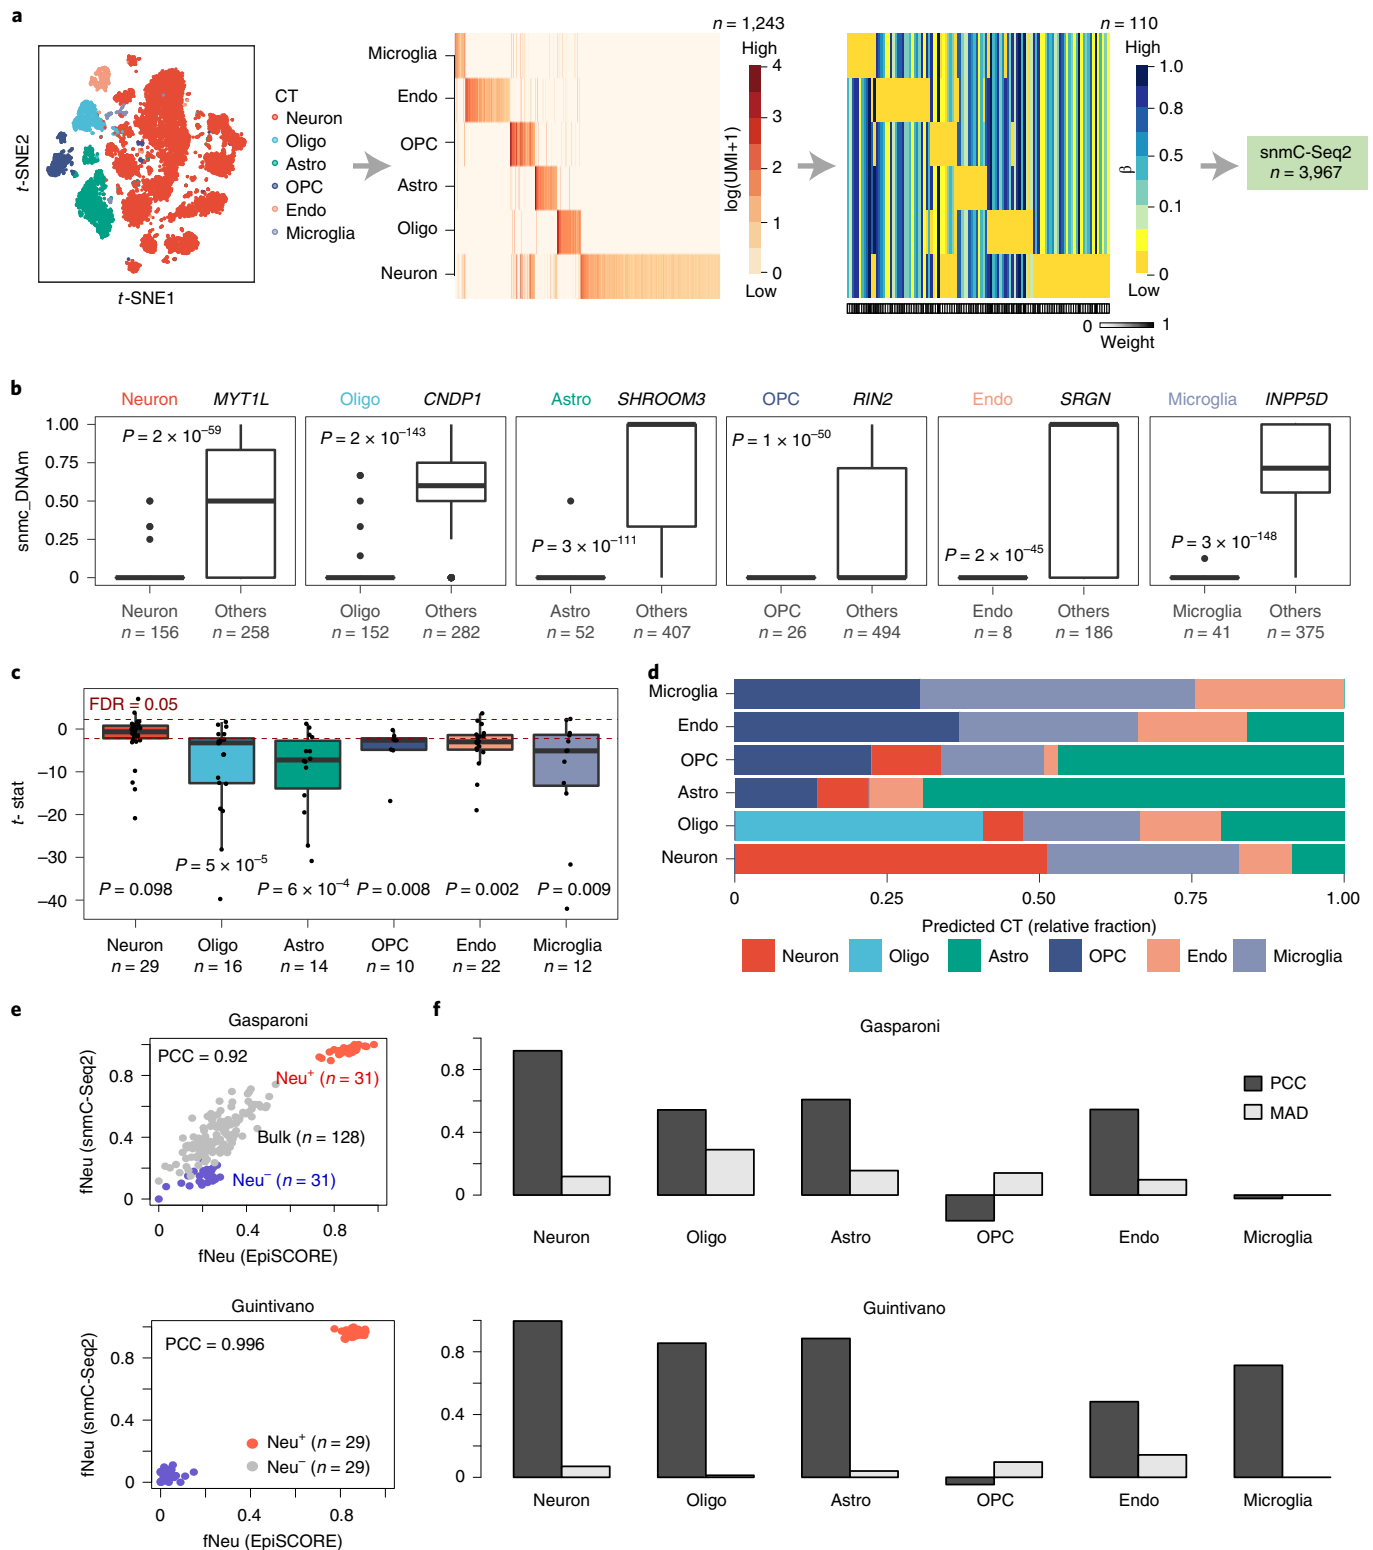 a
t-SNE2
t-SNE1
CT
Neuron
Oligo
Astro
OPC
Endo
Microglia
Microglia
Endo
OPC
Astro
Oligo
Neuron
n = 1,243
High
4
3
2
1
0
Low
log(UMI+1)
n = 110
High
1.0
0.8
0.5
0.1
0
Low
β
0 1
Weight
snmC-Seq2
n = 3,967
b
Neuron MYT1L Oligo CNDP1 Astro SHROOM3 OPC RIN2 Endo SRGN Microglia INPP5D
snmc_DNAm
1.00
0.75
0.50
0.25
0
P = 2 × 10–59
P = 2 × 10–143
P = 3 × 10–111
P = 1 × 10–50
P = 2 × 10–45
P = 3 × 10–148
Neuron Others Oligo Others Astro Others OPC Others Endo Others Microglia Others
n = 156 n = 258 n = 152 n = 282 n = 52 n = 407 n = 26 n = 494 n = 8 n = 186 n = 41 n = 375
c
FDR = 0.05
t- stat
0
–10
–20
–30
–40
P = 0.098
P = 5 × 10–5
P = 6 × 10–4
P = 0.008
P = 0.002
P = 0.009
Neuron Oligo Astro OPC Endo Microglia
n = 29 n = 16 n = 14 n = 10 n = 22 n = 12
d
Microglia
Endo
OPC
Astro
Oligo
Neuron
0 0.25 0.50 0.75 1.00
Predicted CT (relative fraction)
Neuron Oligo Astro OPC Endo Microglia
e
Gasparoni
fNeu (snmC-Seq2)
0.8
0.4
0
PCC = 0.92
Neu+ (n = 31)
Bulk (n = 128)
Neu– (n = 31)
0 0.4 0.8
fNeu (EpiSCORE)
Guintivano
fNeu (snmC-Seq2)
0.8
0.4
0
PCC = 0.996
Neu+ (n = 29)
Neu– (n = 29)
0 0.4 0.8
fNeu (EpiSCORE)
f
Gasparoni
0.8
0.4
0
PCC
MAD
Neuron Oligo Astro OPC Endo Microglia
Guintivano
0.8
0.4
0
Neuron Oligo Astro OPC Endo Microglia